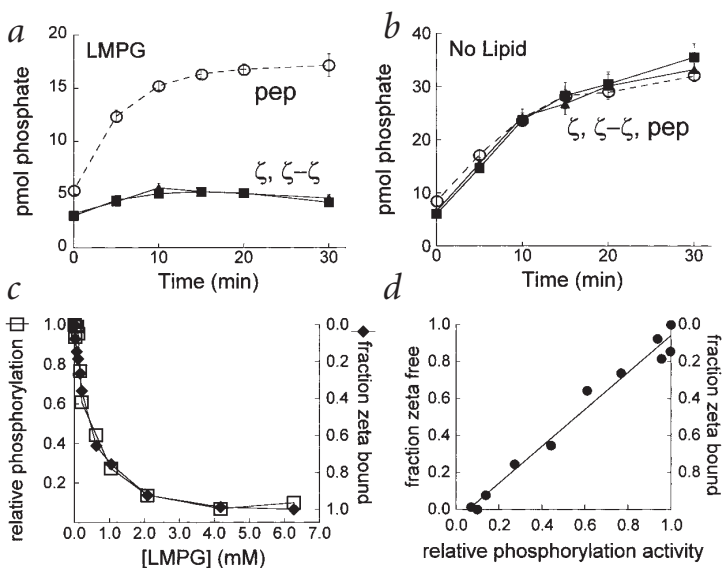 a
LMPG
pmol phosphate
20
15
10
5
0
pep
ζ, ζ–ζ
0 10 20 30
Time (min)
b
No Lipid
pmol phosphate
40
30
20
10
0
ζ, ζ–ζ, pep
0 10 20 30
Time (min)
c
relative phosphorylation
1.0
0.8
0.6
0.4
0.2
0.0
0.2
0.4
0.6
0.8
1.0
fraction zeta bound
0.0 1.0 2.0 3.0 4.0 5.0 6.0 7.0
[LMPG] (mM)
d
fraction zeta free
1.0
0.8
0.6
0.4
0.2
0.0
0.0
0.2
0.4
0.6
0.8
fraction zeta bound
0.0 0.2 0.4 0.6 0.8 1.0
relative phosphorylation activity